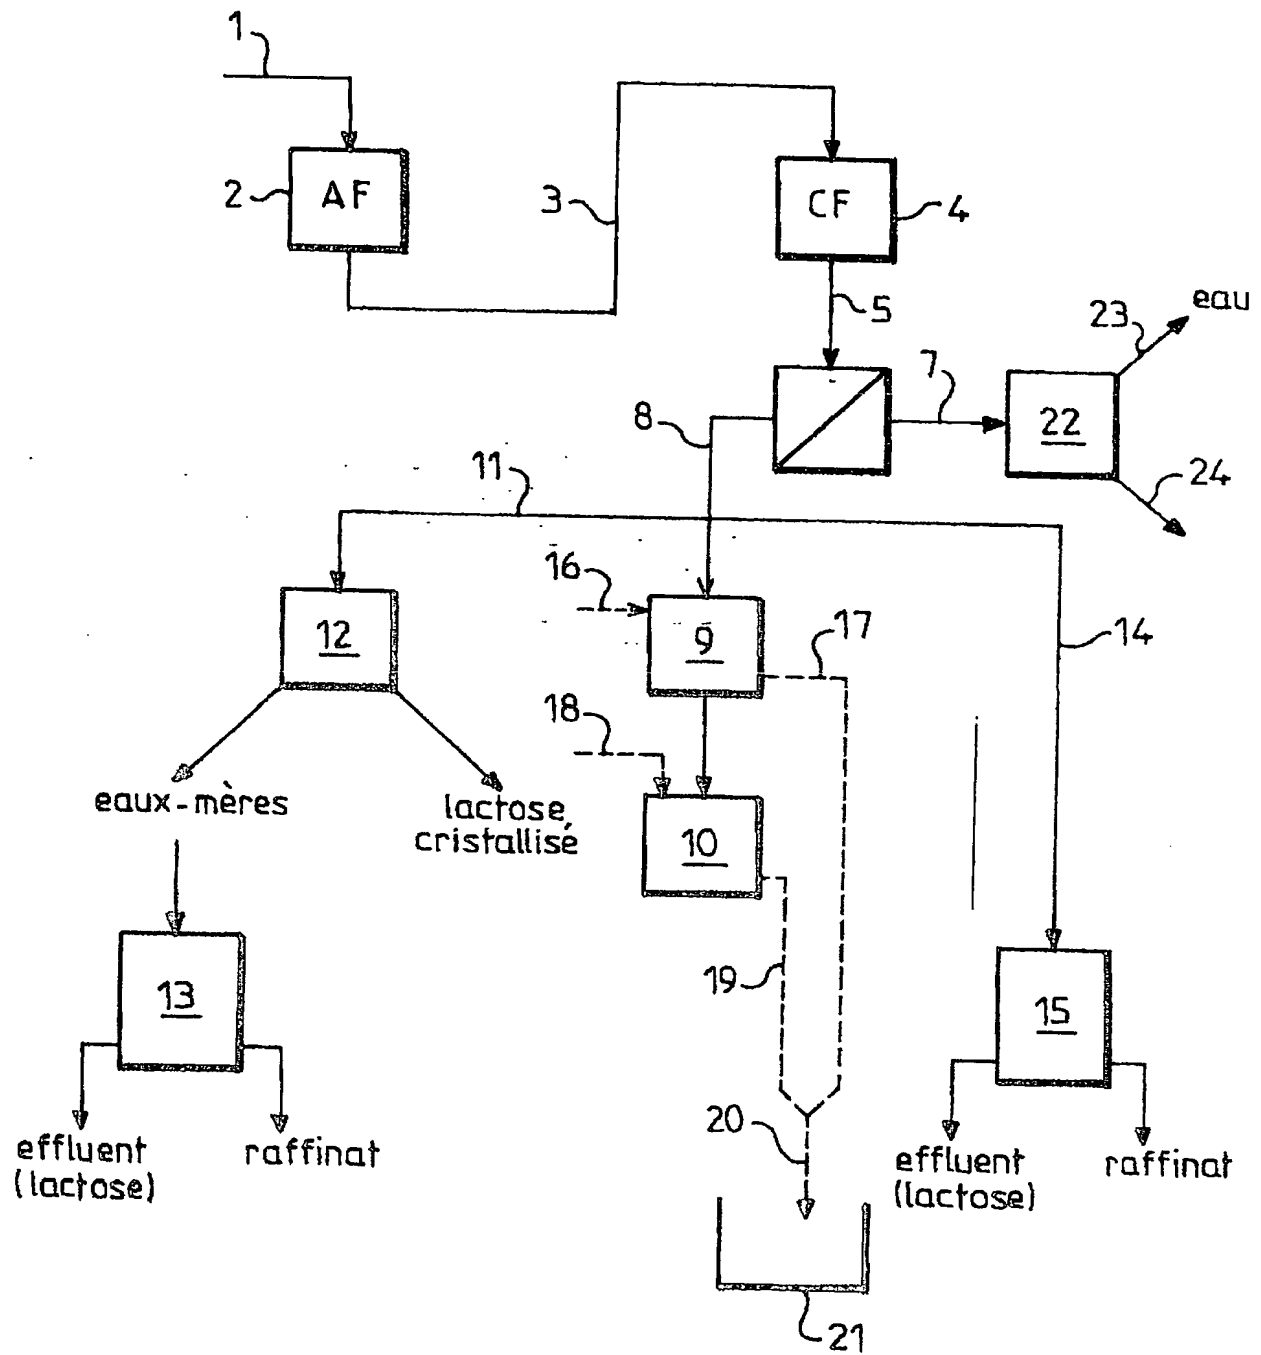 1
2
AF
3
CF
4
5
23
eau
7
22
8
24
11
16
12
9
17
14
18
eaux-mères
lactose
cristallisé
10
13
19
15
effluent
(lactose)
raffinat
20
effluent
(lactose)
raffinat
21